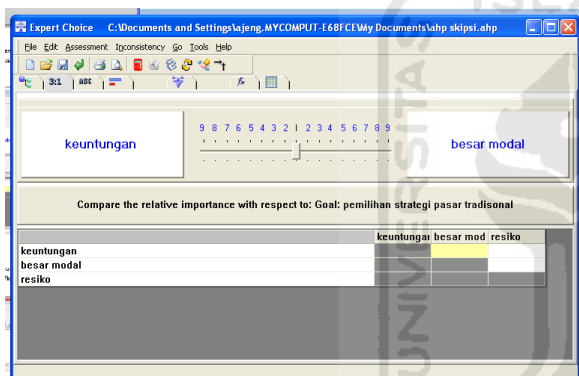 Expert Choice C:\Documents and Settings\ajeng.MYCOMPUT-E68FCE\My Documents\ahp skipsi.ahp
File Edit Assessment Inconsistency Go Tools Help
3:1 ABC fx
keuntungan
9 8 7 6 5 4 3 2 1 2 3 4 5 6 7 8 9
besar modal
Compare the relative importance with respect to: Goal: pemilihan strategi pasar tradisonal
keuntungai besar mod resiko
keuntungan
besar modal
resiko
UNIVERSITAS